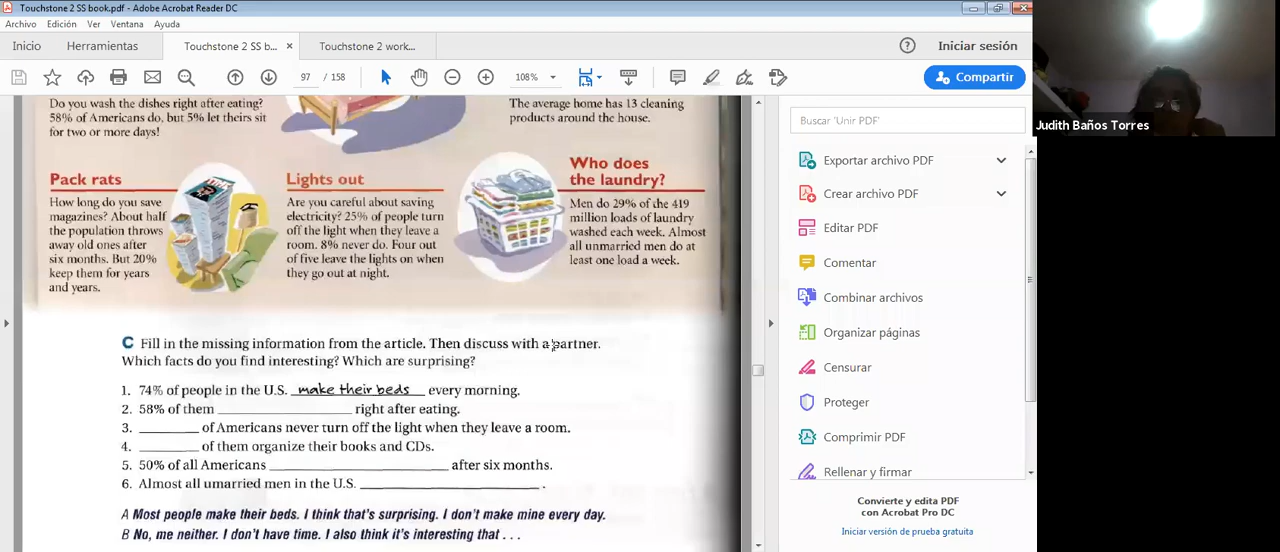 Touchstone 2 SS book.pdf - Adobe Acrobat Reader DC
Archivo Edición Ver Ventana Ayuda
Inicio Herramientas Touchstone 2 SS b... × Touchstone 2 work... Iniciar sesión
97 / 158 108% Compartir
Judith Baños Torres
Do you wash the dishes right after eating?
58% of Americans do, but 5% let theirs sit
for two or more days!
The average home has 13 cleaning
products around the house.
Pack rats
How long do you save
magazines? About half
the population throws
away old ones after
six months. But 20%
keep them for years
and years.
Lights out
Are you careful about saving
electricity? 25% of people turn
off the light when they leave a
room. 8% never do. Four out
of five leave the lights on when
they go out at night.
Who does
the laundry?
Men do 29% of the 419
million loads of laundry
washed each week. Almost
all unmarried men do at
least one load a week.
C Fill in the missing information from the article. Then discuss with a partner.
Which facts do you find interesting? Which are surprising?
1. 74% of people in the U.S. make their beds every morning.
2. 58% of them ____________ right after eating.
3. ______ of Americans never turn off the light when they leave a room.
4. ______ of them organize their books and CDs.
5. 50% of all Americans ________________ after six months.
6. Almost all umarried men in the U.S. ________________ .
A Most people make their beds. I think that's surprising. I don't make mine every day.
B No, me neither. I don't have time. I also think it's interesting that . . .
Buscar 'Unir PDF'
Exportar archivo PDF
Crear archivo PDF
Editar PDF
Comentar
Combinar archivos
Organizar páginas
Censurar
Proteger
Comprimir PDF
Rellenar y firmar
Convierte y edita PDF
con Acrobat Pro DC
Iniciar versión de prueba gratuita